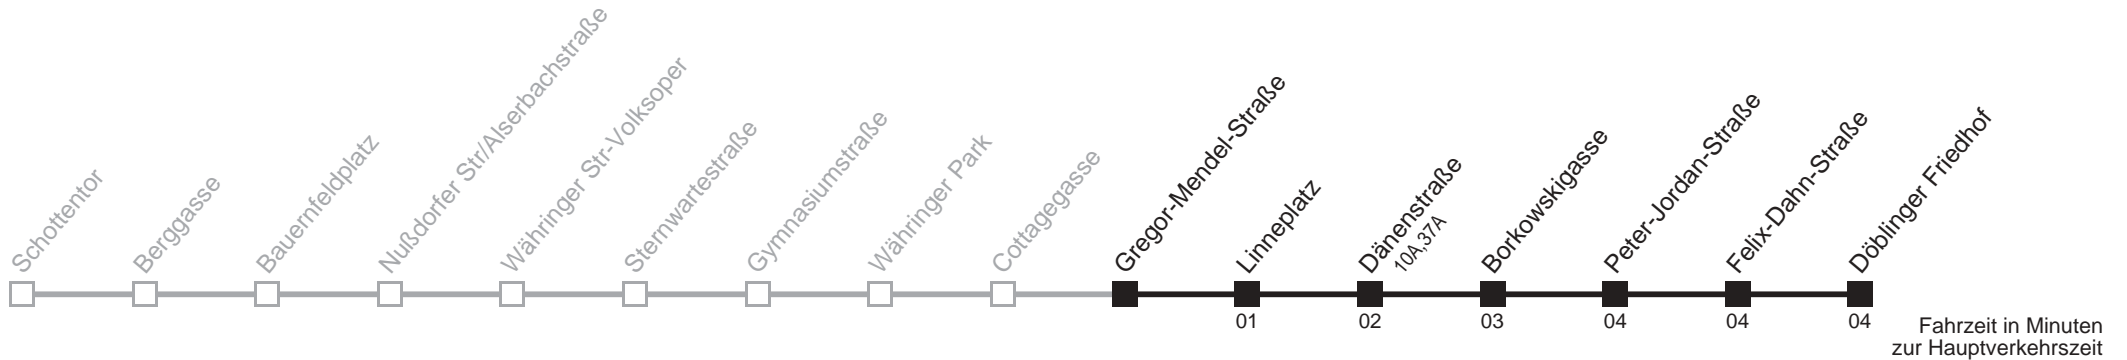 Schottentor
Berggasse
Bauernfeldplatz
Nußdorfer Str/Alserbachstraße
Währinger Str-Volksoper
Sternwartestraße
Gymnasiumstraße
Währinger Park
Cottagegasse
Gregor-Mendel-Straße
Linneplatz
Dänenstraße
10A,37A
Borkowskigasse
Peter-Jordan-Straße
Felix-Dahn-Straße
Döblinger Friedhof
01
02
03
04
04
04
Fahrzeit in Minuten
zur Hauptverkehrszeit